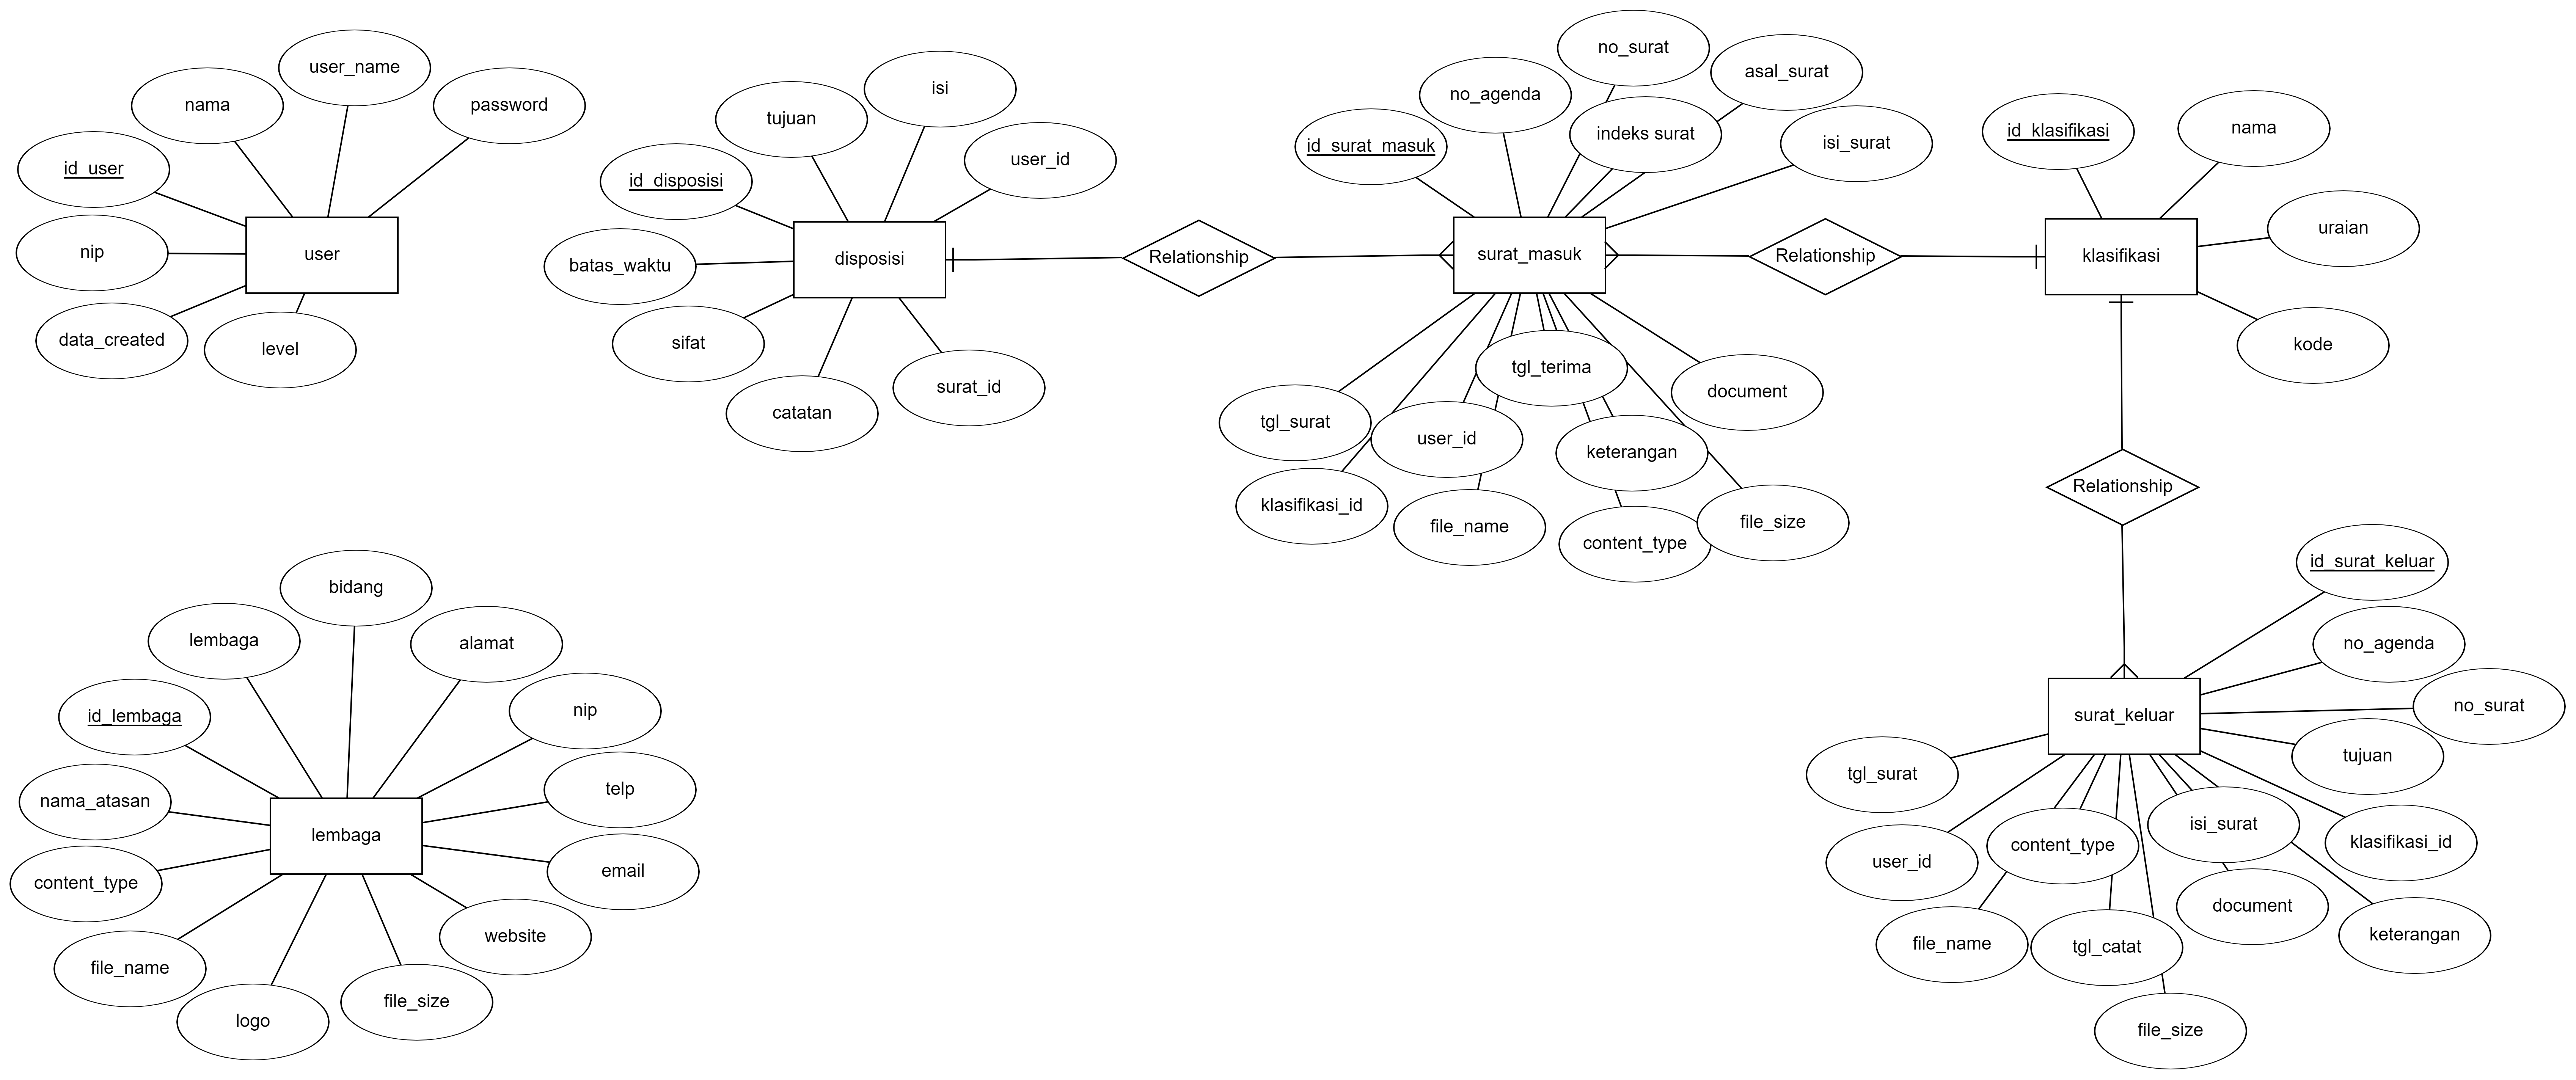 user_name
nama
password
id_user
nip
user
data_created
level
isi
tujuan
user_id
id_disposisi
batas_waktu
disposisi
sifat
catatan
surat_id
Relationship
no_surat
asal_surat
no_agenda
indeks surat
id_surat_masuk
isi_surat
surat_masuk
tgl_terima
document
tgl_surat
user_id
keterangan
klasifikasi_id
file_name
content_type
file_size
Relationship
id_klasifikasi
nama
uraian
klasifikasi
kode
Relationship
bidang
lembaga
alamat
id_lembaga
nip
nama_atasan
telp
lembaga
content_type
email
file_name
website
logo
file_size
id_surat_keluar
no_agenda
no_surat
surat_keluar
tujuan
tgl_surat
isi_surat
klasifikasi_id
content_type
user_id
document
keterangan
file_name
tgl_catat
file_size